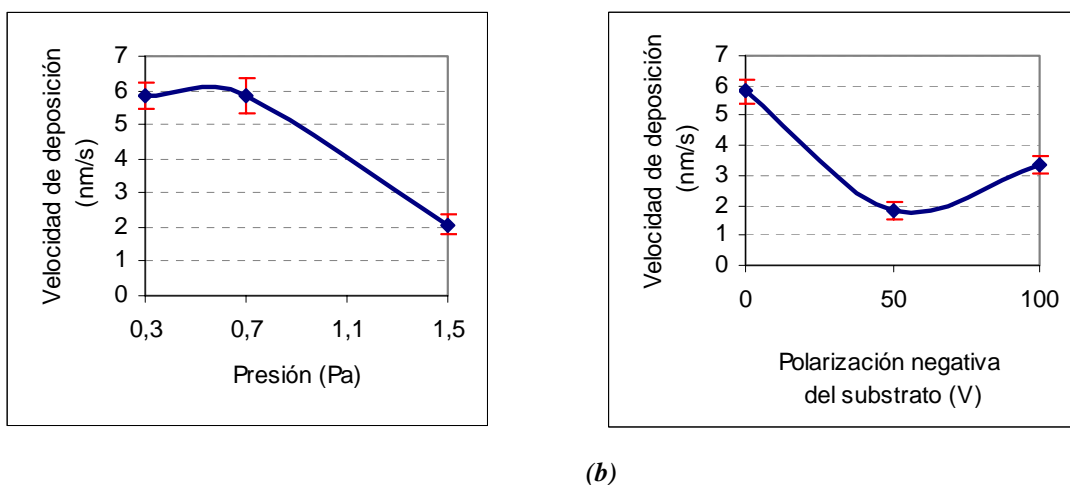 Velocidad de deposición
(nm/s)
7
6
5
4
3
2
1
0
0,3 0,7 1,1 1,5
Presión (Pa)
Velocidad de deposición
(nm/s)
7
6
5
4
3
2
1
0
0 50 100
Polarización negativa
del substrato (V)
(b)